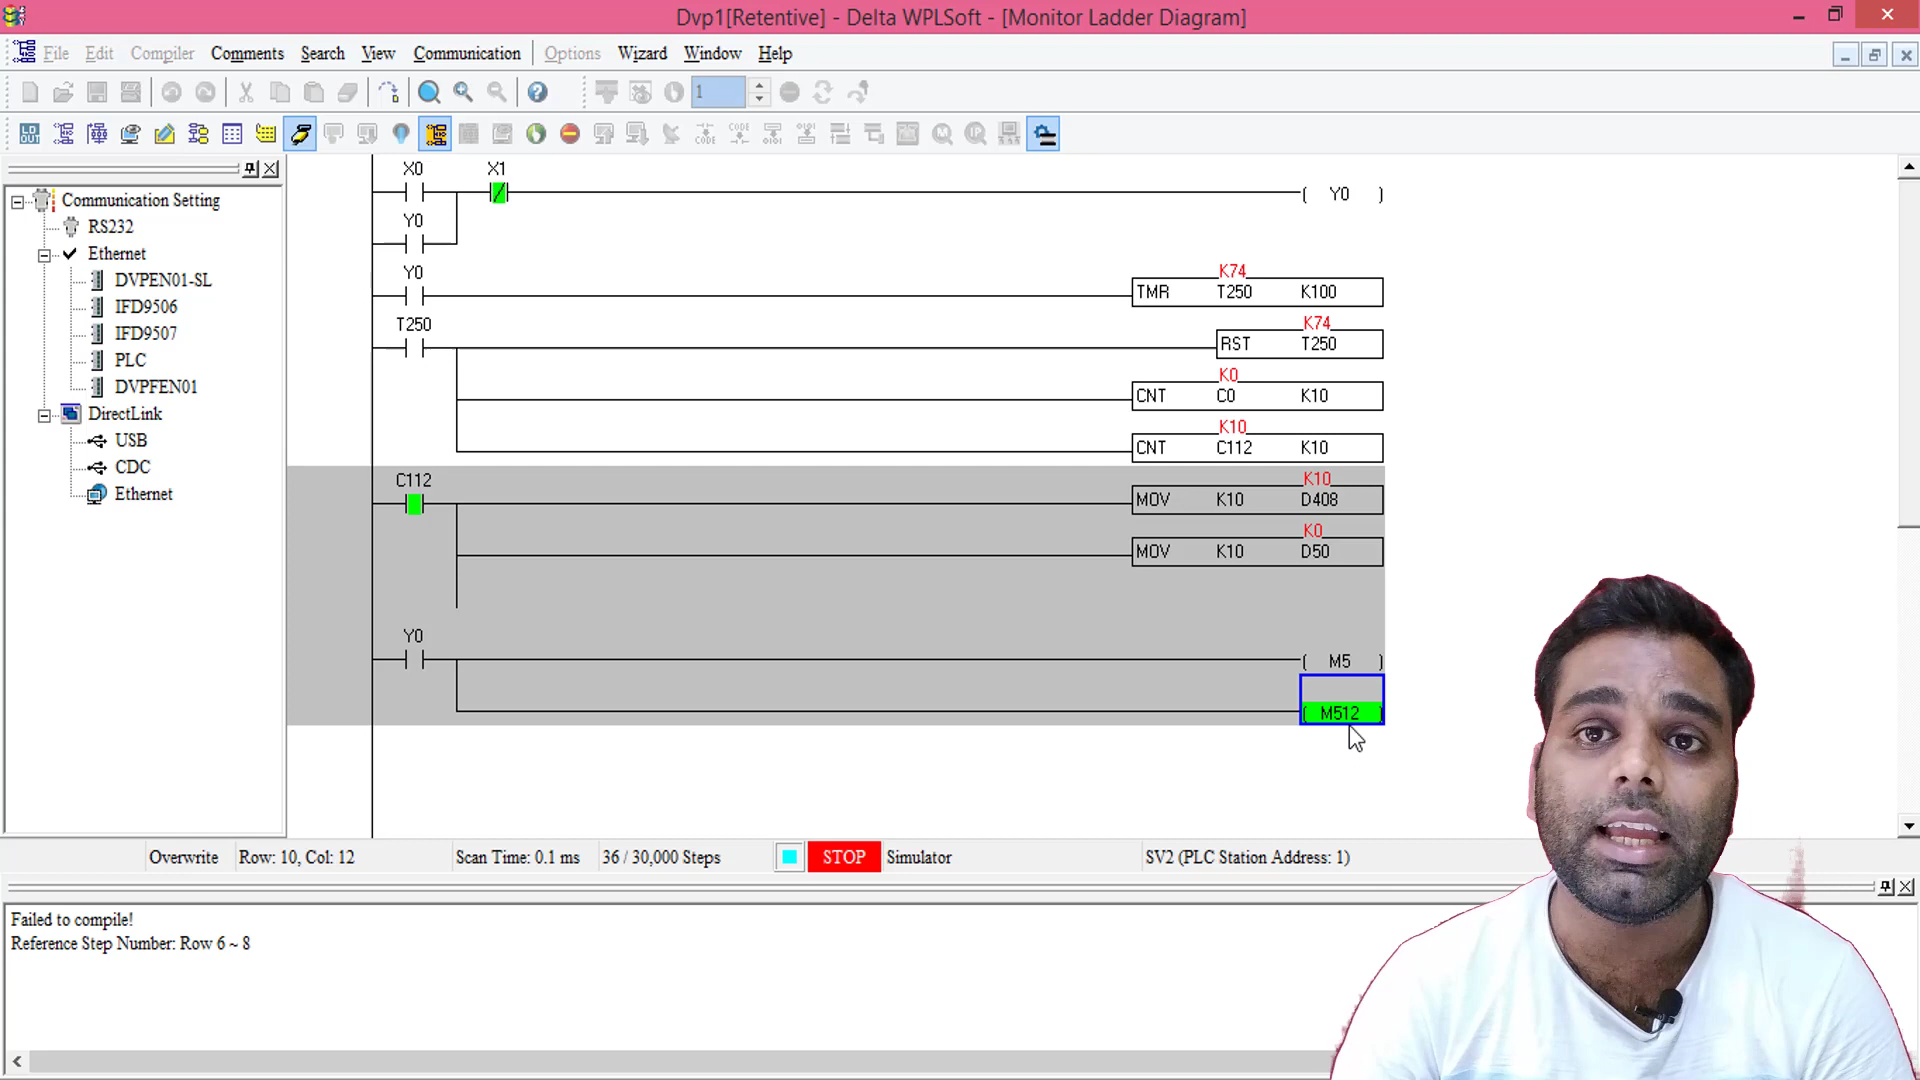 Dvp1[Retentive] - Delta WPLSoft - [Monitor Ladder Diagram]
File Edit Compiler Comments Search View Communication Options Wizard Window Help
1
Communication Setting
RS232
Ethernet
DVPEN01-SL
IFD9506
IFD9507
PLC
DVPFEN01
DirectLink
USB
CDC
Ethernet
X0 X1
Y0
Y0
Y0
K74
TMR T250 K100
T250
K74
RST T250
K0
CNT C0 K10
K10
CNT C112 K10
C112
K10
MOV K10 D408
K0
MOV K10 D50
Y0
M5
M512
Overwrite Row: 10, Col: 12 Scan Time: 0.1 ms 36 / 30,000 Steps STOP Simulator SV2 (PLC Station Address: 1)
Failed to compile!
Reference Step Number: Row 6 ~ 8